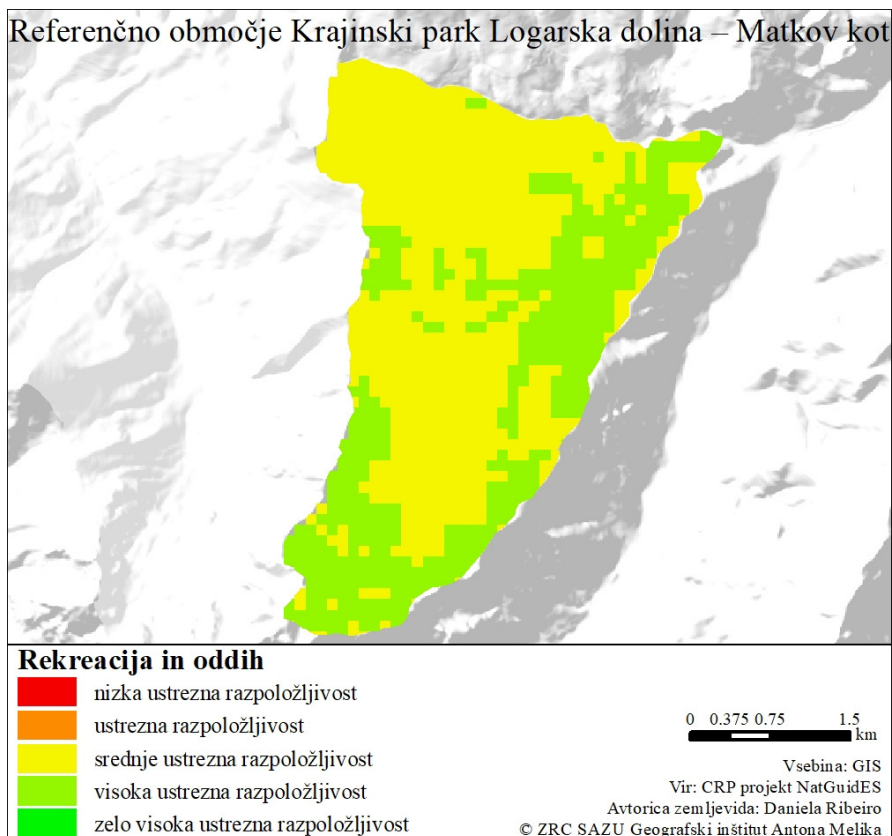 Referenčno območje Krajinski park Logarska dolina – Matkov kot
Rekreacija in oddih
nizka ustrezna razpoložljivost
ustrezna razpoložljivost
srednje ustrezna razpoložljivost
visoka ustrezna razpoložljivost
zelo visoka ustrezna razpoložljivost
0 0.375 0.75 1.5
km
Vsebina: GIS
Vir: CRP projekt NatGuidES
Avtorica zemljevida: Daniela Ribeiro
© ZRC SAZU Geografski inštitut Antona Melika